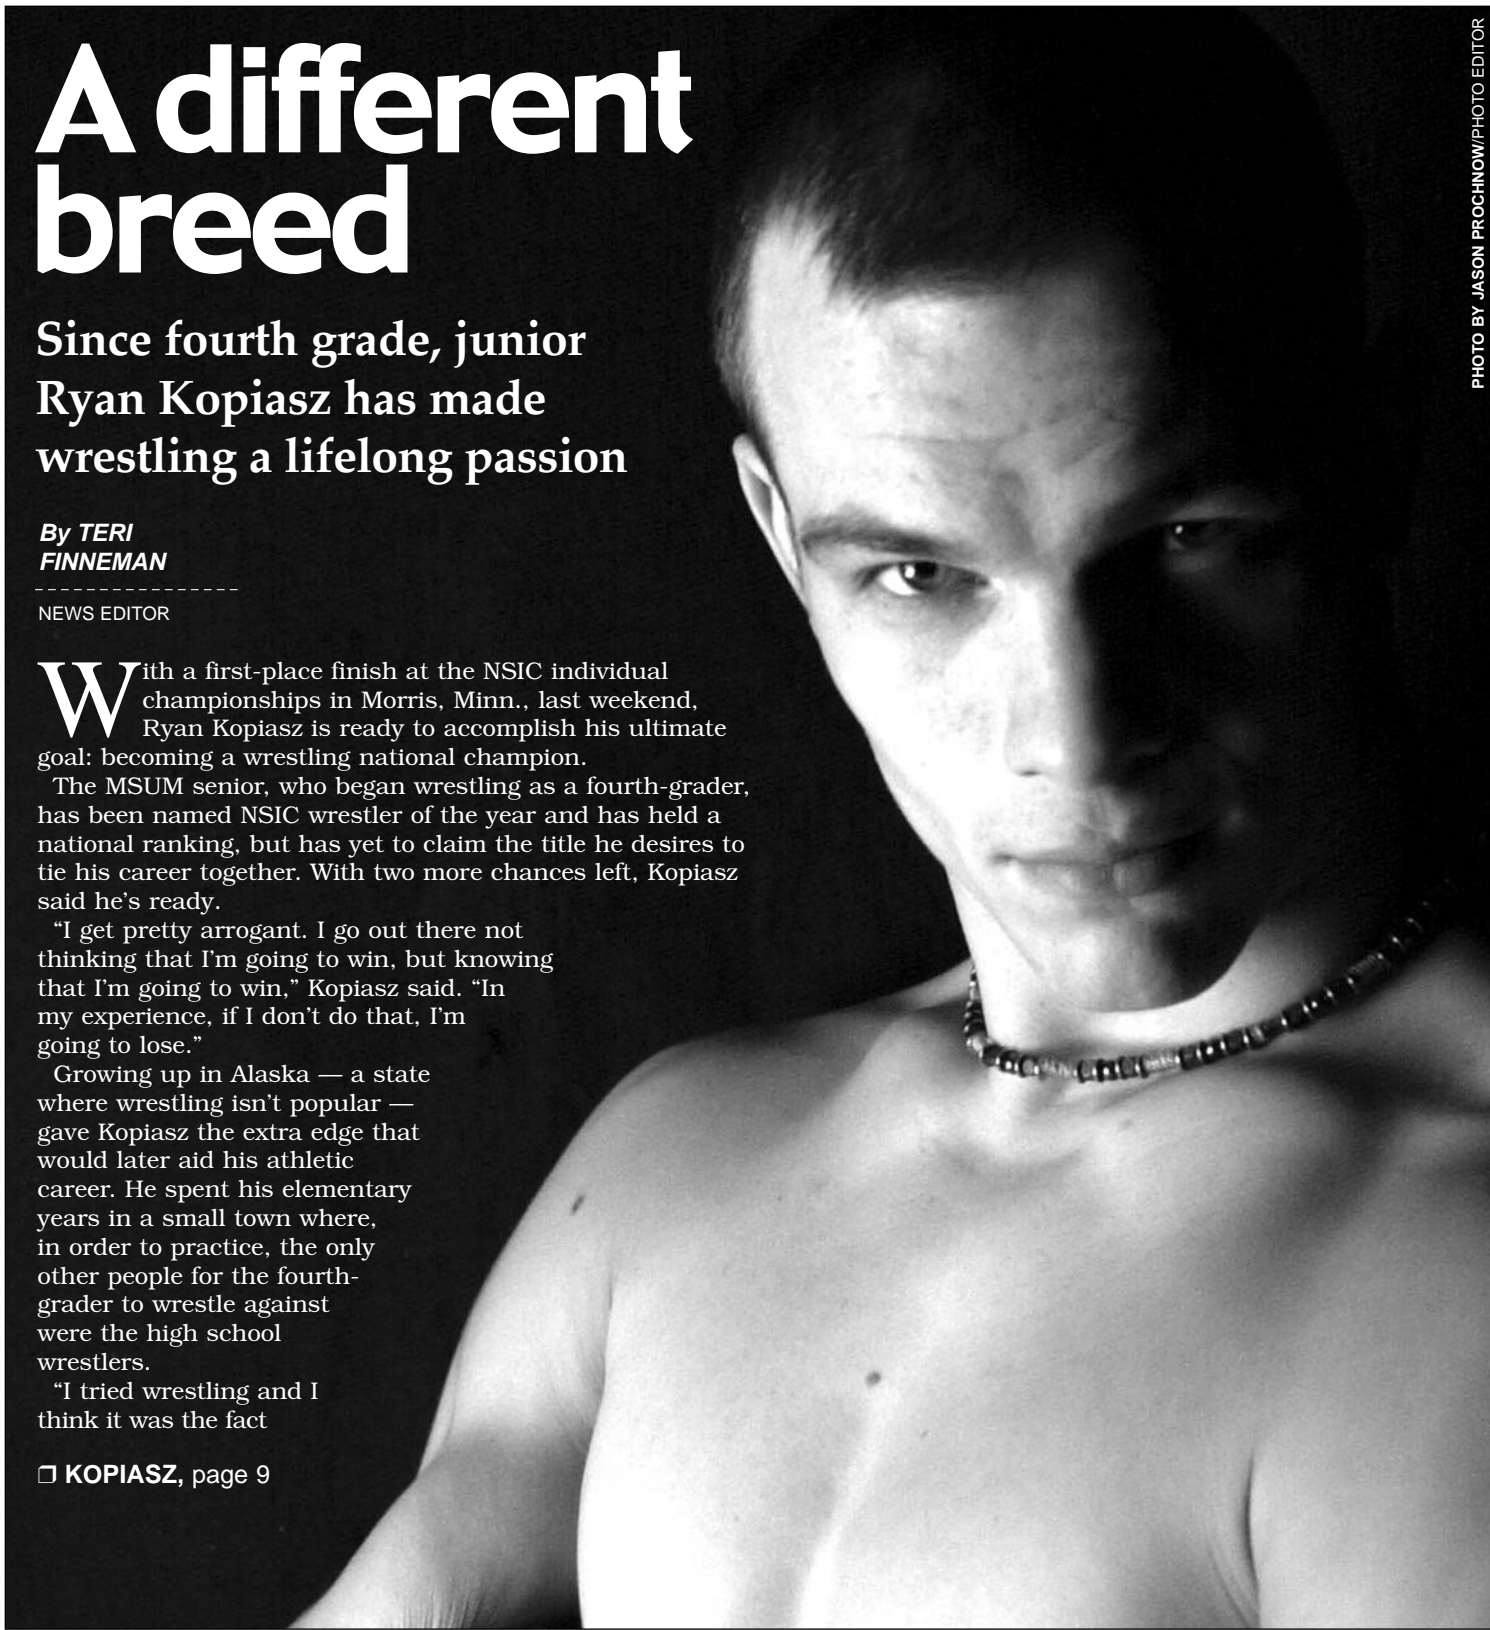 A different
breed
Since fourth grade, junior
Ryan Kopiasz has made
wrestling a lifelong passion
By TERI
FINNEMAN
NEWS EDITOR
With a first-place finish at the NSIC individual
championships in Morris, Minn., last weekend,
Ryan Kopiasz is ready to accomplish his ultimate
goal: becoming a wrestling national champion.
The MSUM senior, who began wrestling as a fourth-grader,
has been named NSIC wrestler of the year and has held a
national ranking, but has yet to claim the title he desires to
tie his career together. With two more chances left, Kopiasz
said he’s ready.
“I get pretty arrogant. I go out there not
thinking that I’m going to win, but knowing
that I’m going to win,” Kopiasz said. “In
my experience, if I don’t do that, I’m
going to lose.”
Growing up in Alaska — a state
where wrestling isn’t popular —
gave Kopiasz the extra edge that
would later aid his athletic
career. He spent his elementary
years in a small town where,
in order to practice, the only
other people for the fourth-
grader to wrestle against
were the high school
wrestlers.
“I tried wrestling and I
think it was the fact
❒ KOPIASZ, page 9
PHOTO BY JASON PROCHNOW/PHOTO EDITOR